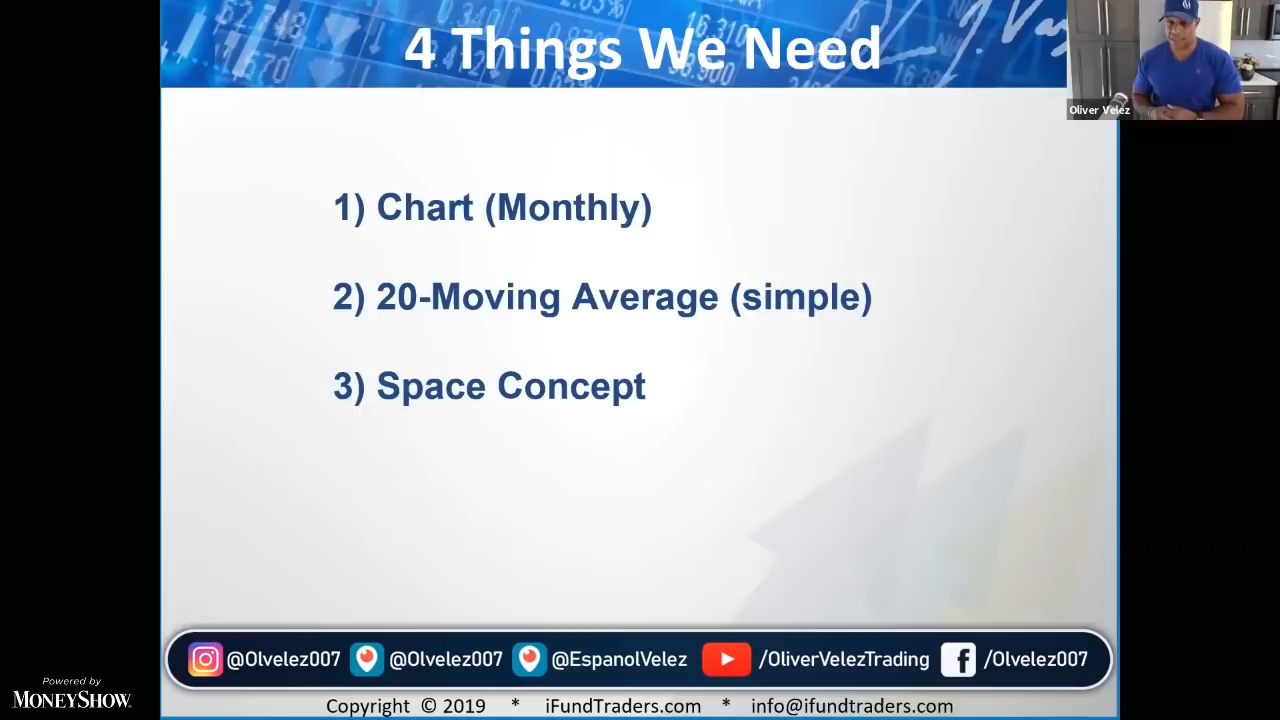 4 Things We Need
Oliver Velez
1) Chart (Monthly)
2) 20-Moving Average (simple)
3) Space Concept
@Olvelez007 @Olvelez007 @EspanolVelez /OliverVelezTrading /Olvelez007
Powered by
MONEYSHOW
Copyright © 2019 * iFundTraders.com * info@ifundtraders.com